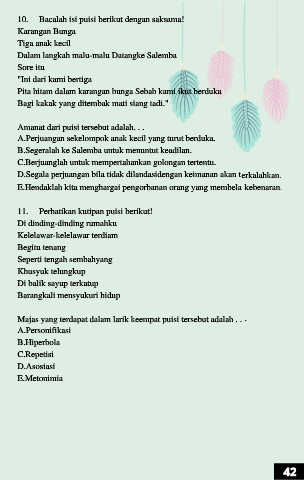 10. Bacalah isi puisi berikut dengan saksama!
Karangan Bunga
Tiga anak kecil
Dalam langkah malu-malu Datangke Salemba
Sore itu
"Ini dari kami bertiga
Pita hitam dalam karangan bunga Sebab kami ikut berduka
Bagi kakak yang ditembak mati siang tadi."
Amanat dari puisi tersebut adalah. . .
A.Perjuangan sekelompok anak kecil yang turut berduka.
B.Segeralah ke Salemba untuk menuntut keadilan.
C.Berjuanglah untuk mempertahankan golongan tertentu.
D.Segala perjuangan bila tidak dilandasidengan keimanan akan terkalahkan.
E.Hendaklah kita menghargai pengorbanan orang yang membela kebenaran.
11. Perhatikan kutipan puisi berikut!
Di dinding-dinding rumahku
Kelelawar-kelelawar terdiam
Begitu tenang
Seperti tengah sembahyang
Khusyuk telungkup
Di balik sayup terkatup
Barangkali mensyukuri hidup
Majas yang terdapat dalam larik keempat puisi tersebut adalah . . .
A.Personifikasi
B.Hiperbola
C.Repetisi
D.Asosiasi
E.Metonimia
42